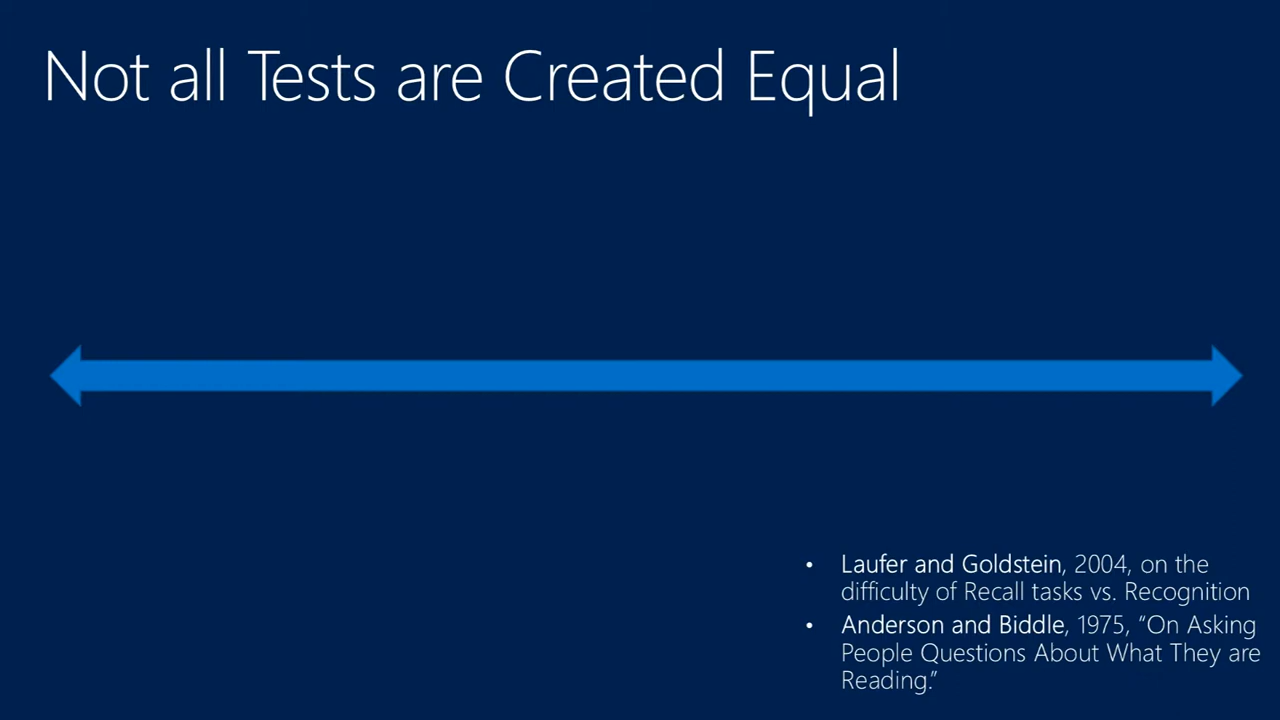 Not all Tests are Created Equal
• Laufer and Goldstein, 2004, on the
difficulty of Recall tasks vs. Recognition
• Anderson and Biddle, 1975, “On Asking
People Questions About What They are
Reading.”